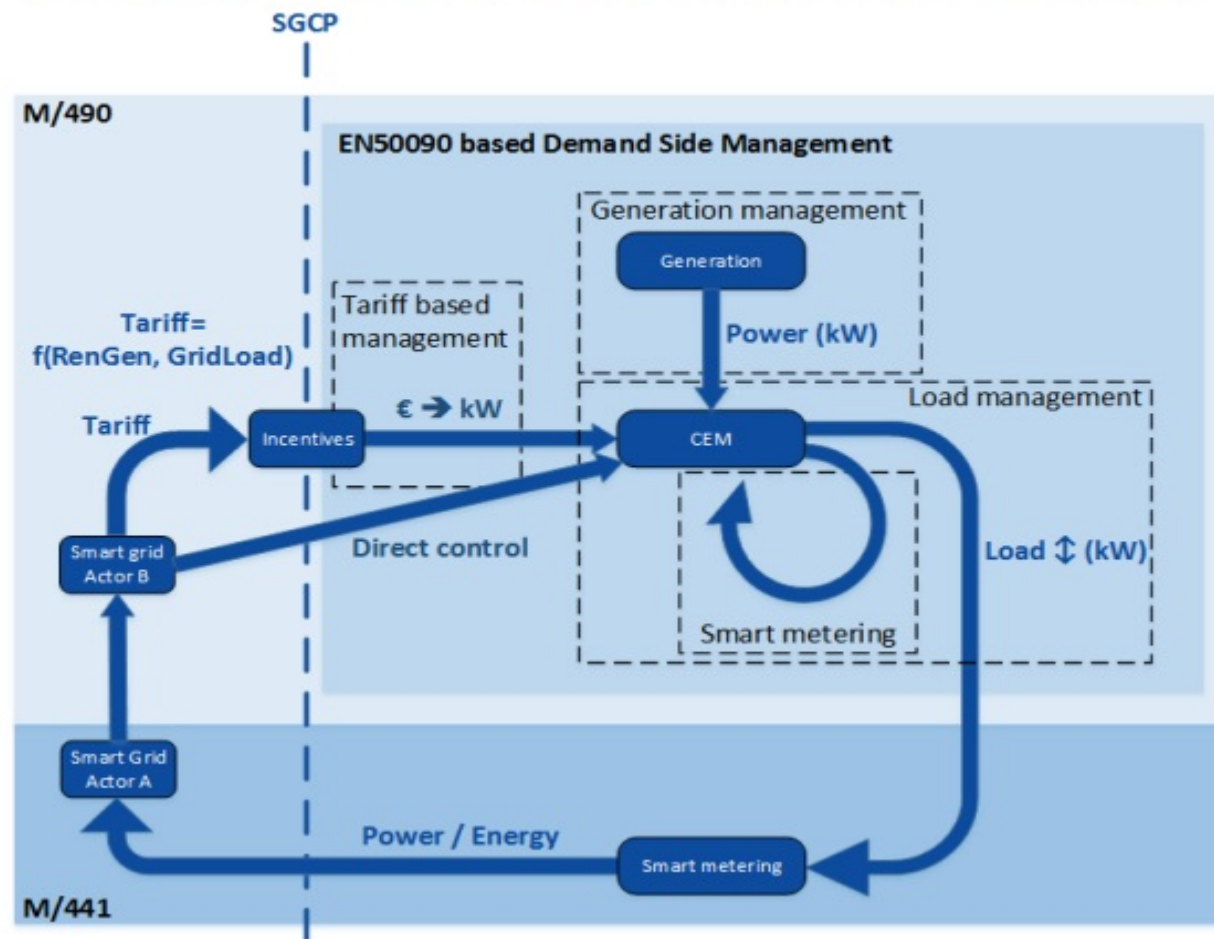 SGCP
M/490
EN50090 based Demand Side Management
Generation management
Generation
Power (kW)
Tariff based
management
Tariff=
f(RenGen, GridLoad)
Tariff
Incentives
€ ➔ kW
Load management
CEM
Direct control
Smart grid
Actor B
Load ↕ (kW)
Smart metering
Smart Grid
Actor A
Power / Energy
Smart metering
M/441